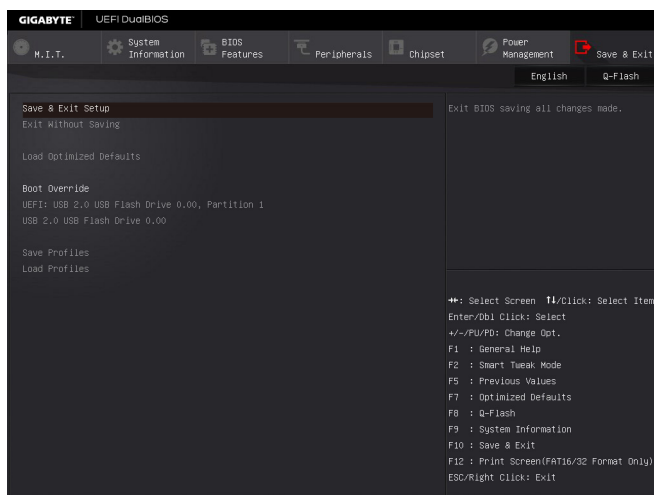 GIGABYTE™ UEFI DualBIOS
M.I.T.
System Information
BIOS Features
Peripherals
Chipset
Power Management
Save & Exit
English
Q-Flash
Save & Exit Setup
Exit Without Saving
Load Optimized Defaults
Boot Override
UEFI: USB 2.0 USB Flash Drive 0.00, Partition 1
USB 2.0 USB Flash Drive 0.00
Save Profiles
Load Profiles
Exit BIOS saving all changes made.
→←: Select Screen ↑↓/Click: Select Item
Enter/Dbl Click: Select
+/-/PU/PD: Change Opt.
F1 : General Help
F2 : Smart Tweak Mode
F5 : Previous Values
F7 : Optimized Defaults
F8 : Q-Flash
F9 : System Information
F10 : Save & Exit
F12 : Print Screen(FAT16/32 Format Only)
ESC/Right Click: Exit